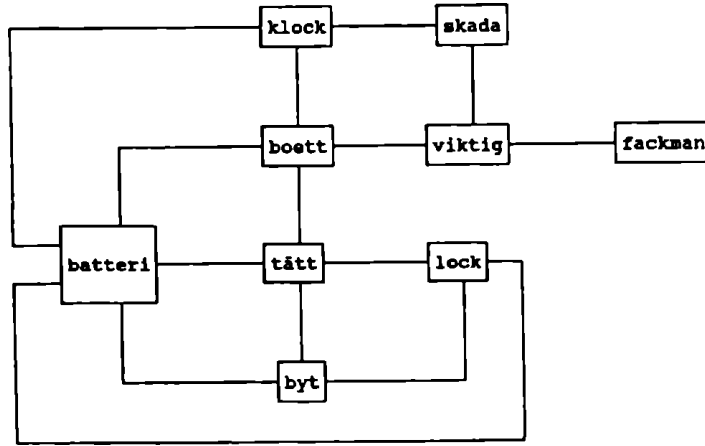 klock
skada
boett
viktig
fackman
batteri
tätt
lock
byt